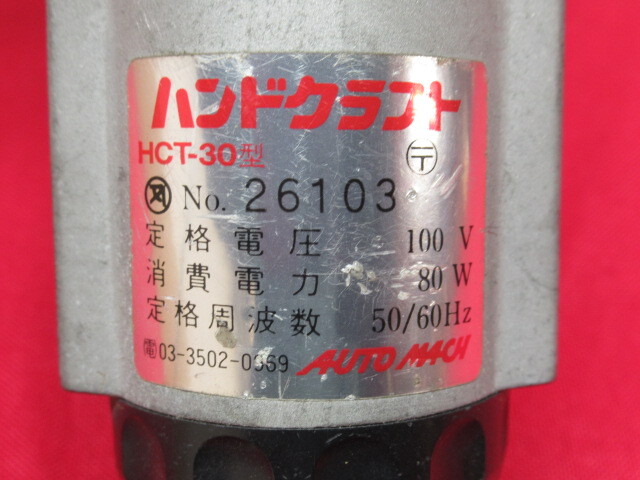 ハンドクラフト
HCT-30型 〒
No. 26103
定格電圧 100 V
消費電力 80 W
定格周波数 50/60Hz
電03-3502-0669 AUTO MACH